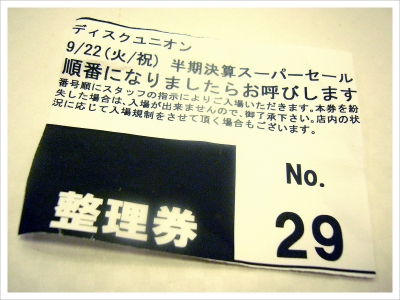 ディスクユニオン
9/22(火/祝) 半期決算スーパーセール
順番になりましたらお呼びします
番号順にスタッフの指示によりご入場いただきます。本券を紛
失した場合は、入場が出来ませんので、御了承下さい。店内の状
況に応じて入場規制をさせて頂く場合もございます。
No.
整理券
29